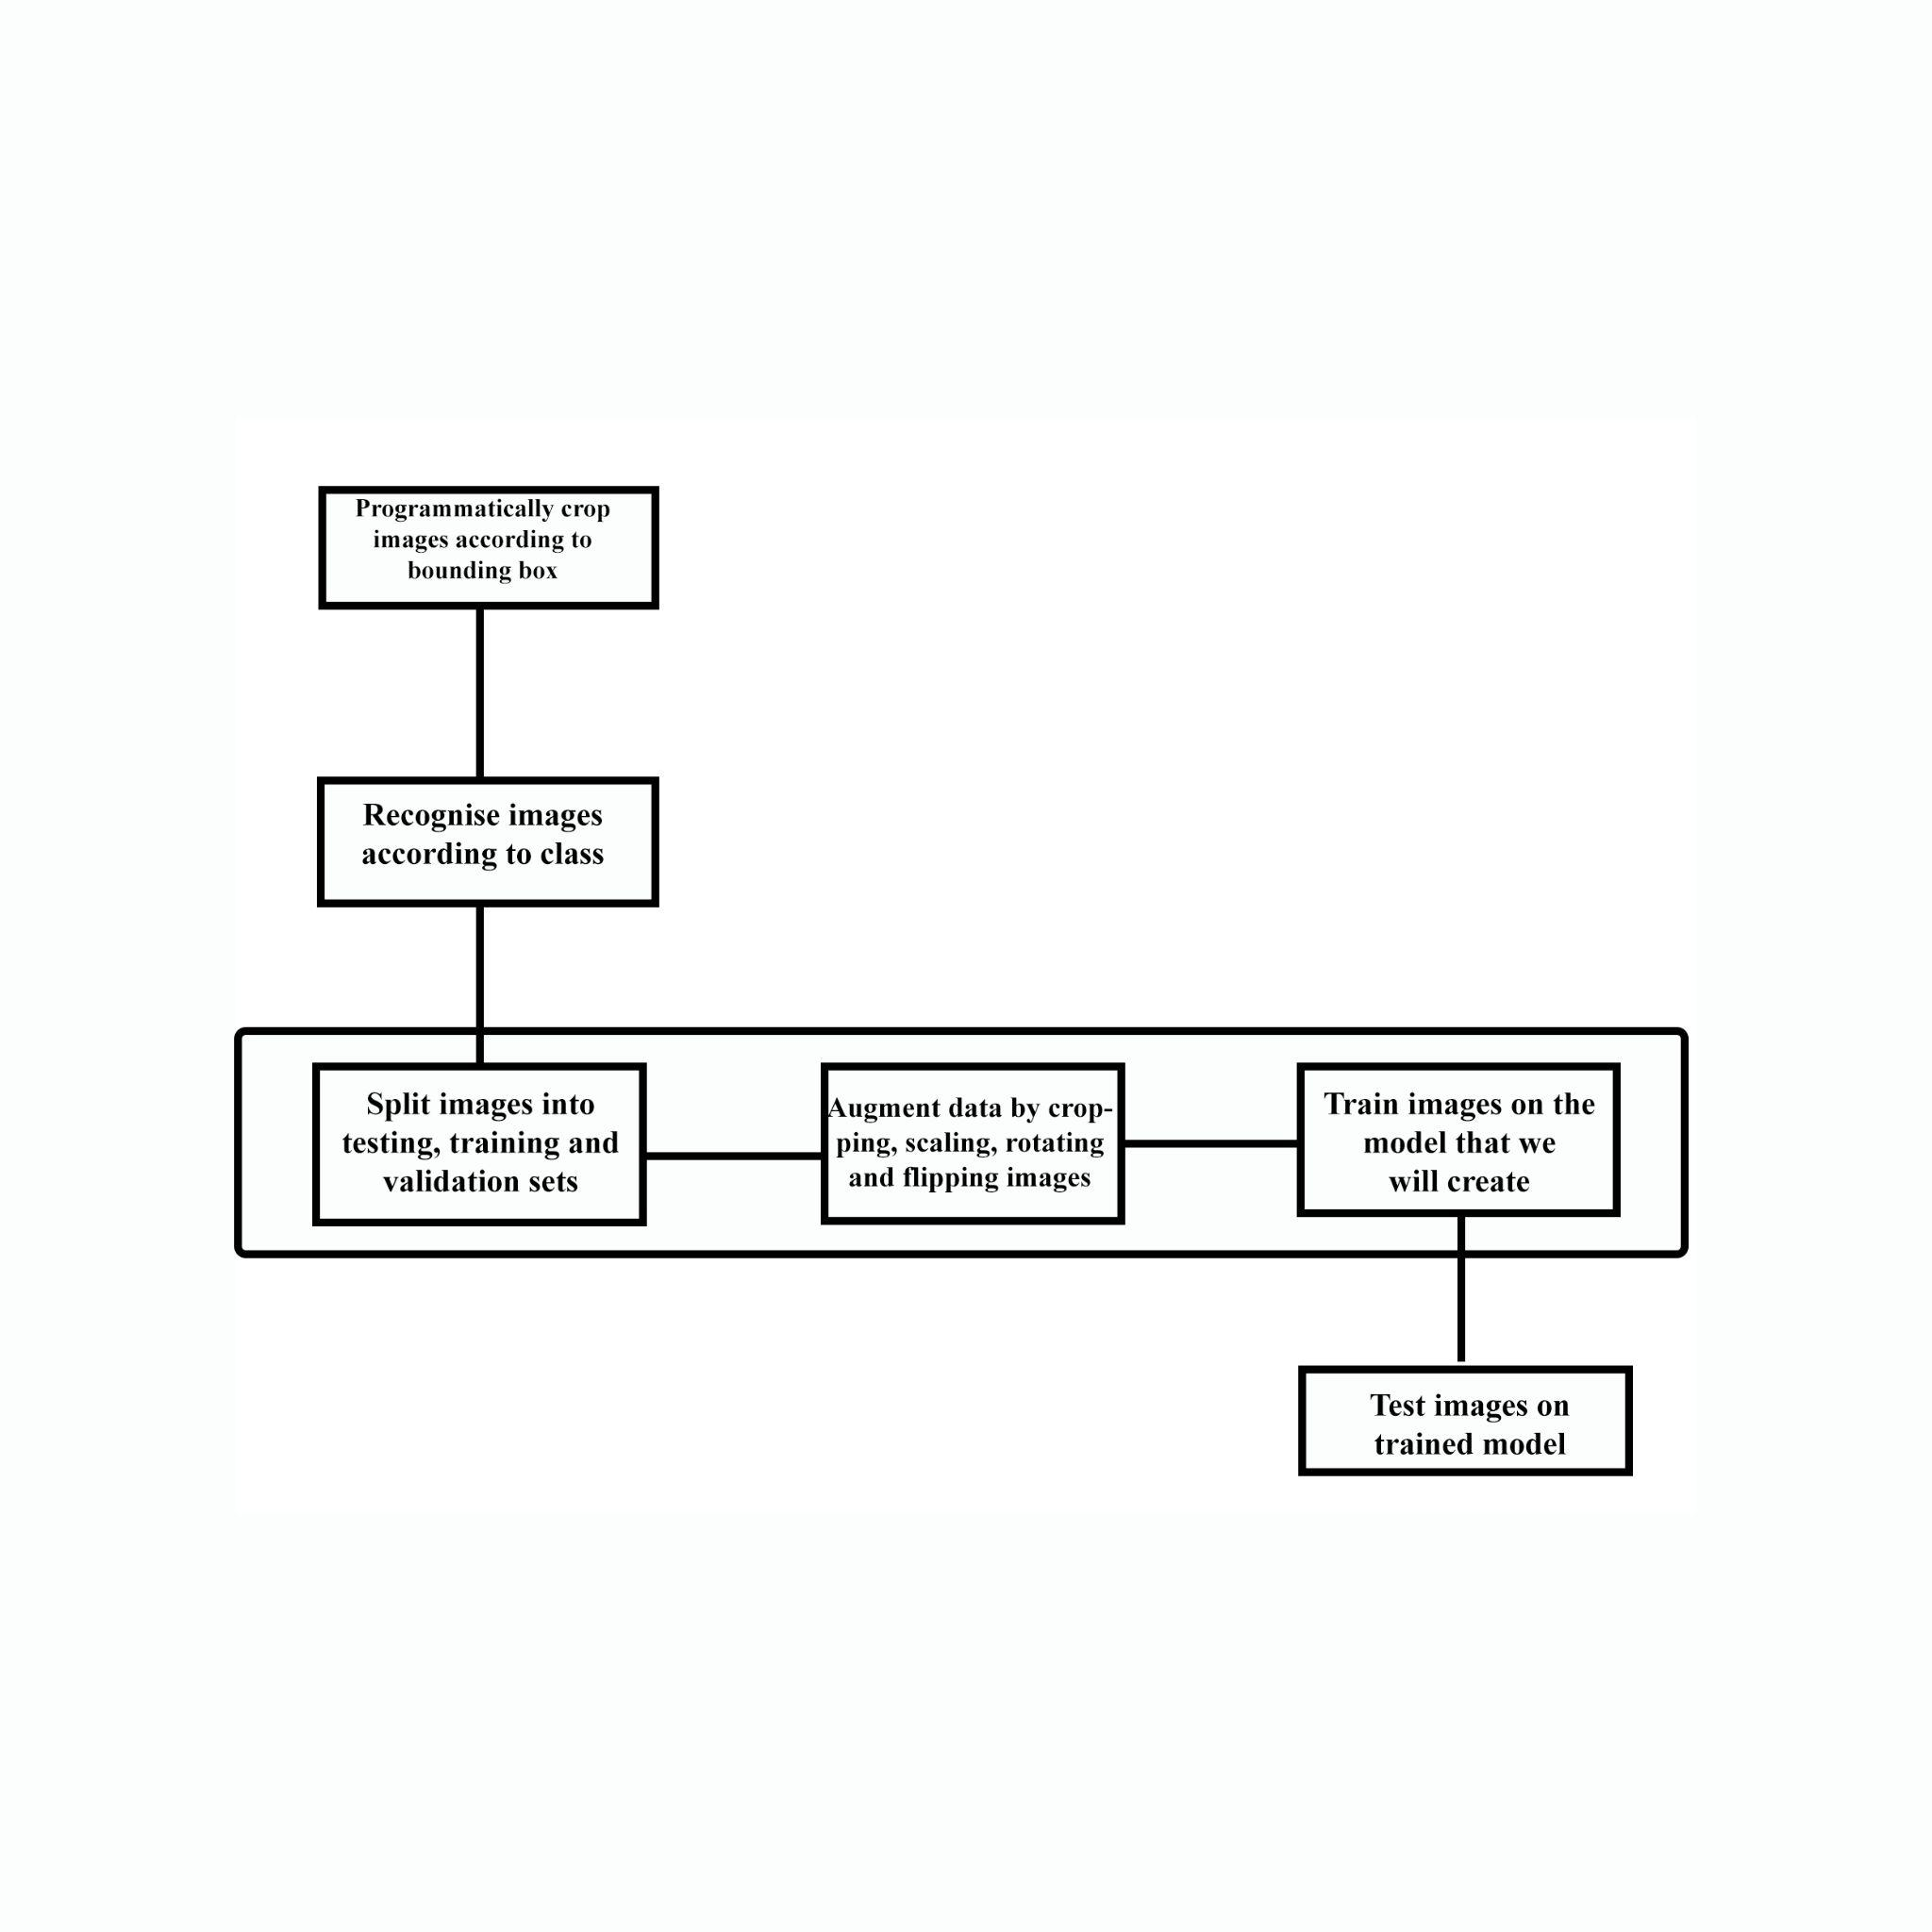 Programmatically crop
images according to
bounding box
Recognise images
according to class
Split images into
testing, training and
validation sets
Augment data by crop-
ping, scaling, rotating
and flipping images
Train images on the
model that we
will create
Test images on
trained model